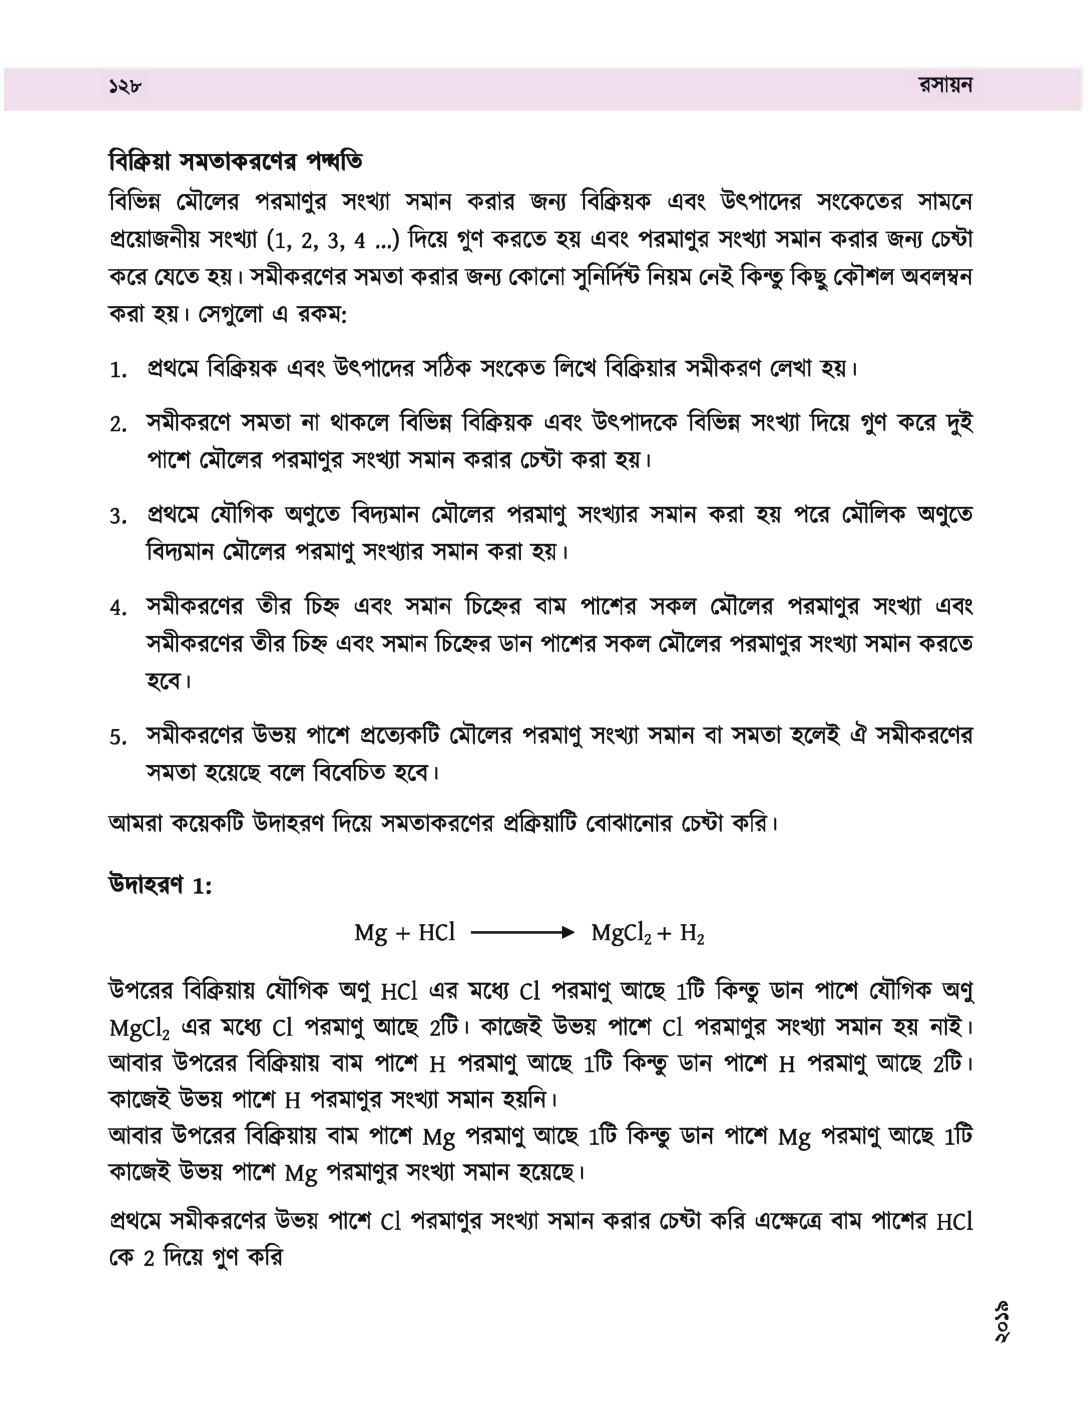 ১২৮ রসায়ন
বিক্রিয়া সমতাকরণের পদ্ধতি
বিভিন্ন মৌলের পরমাণুর সংখ্যা সমান করার জন্য বিক্রিয়ক এবং উৎপাদের সংকেতের সামনে
প্রয়োজনীয় সংখ্যা (1, 2, 3, 4 ...) দিয়ে গুণ করতে হয় এবং পরমাণুর সংখ্যা সমান করার জন্য চেষ্টা
করে যেতে হয়। সমীকরণের সমতা করার জন্য কোনো সুনির্দিষ্ট নিয়ম নেই কিন্তু কিছু কৌশল অবলম্বন
করা হয়। সেগুলো এ রকম:
1. প্রথমে বিক্রিয়ক এবং উৎপাদের সঠিক সংকেত লিখে বিক্রিয়ার সমীকরণ লেখা হয়।
2. সমীকরণে সমতা না থাকলে বিভিন্ন বিক্রিয়ক এবং উৎপাদকে বিভিন্ন সংখ্যা দিয়ে গুণ করে দুই
পাশে মৌলের পরমাণুর সংখ্যা সমান করার চেষ্টা করা হয়।
3. প্রথমে যৌগিক অণুতে বিদ্যমান মৌলের পরমাণু সংখ্যার সমান করা হয় পরে মৌলিক অণুতে
বিদ্যমান মৌলের পরমাণু সংখ্যার সমান করা হয়।
4. সমীকরণের তীর চিহ্ন এবং সমান চিহ্নের বাম পাশের সকল মৌলের পরমাণুর সংখ্যা এবং
সমীকরণের তীর চিহ্ন এবং সমান চিহ্নের ডান পাশের সকল মৌলের পরমাণুর সংখ্যা সমান করতে
হবে।
5. সমীকরণের উভয় পাশে প্রত্যেকটি মৌলের পরমাণু সংখ্যা সমান বা সমতা হলেই ঐ সমীকরণের
সমতা হয়েছে বলে বিবেচিত হবে।
আমরা কয়েকটি উদাহরণ দিয়ে সমতাকরণের প্রক্রিয়াটি বোঝানোর চেষ্টা করি।
উদাহরণ 1:
Mg + HCl ⟶ MgCl₂ + H₂
উপরের বিক্রিয়ায় যৌগিক অণু HCl এর মধ্যে Cl পরমাণু আছে 1টি কিন্তু ডান পাশে যৌগিক অণু
MgCl₂ এর মধ্যে Cl পরমাণু আছে 2টি। কাজেই উভয় পাশে Cl পরমাণুর সংখ্যা সমান হয় নাই।
আবার উপরের বিক্রিয়ায় বাম পাশে H পরমাণু আছে 1টি কিন্তু ডান পাশে H পরমাণু আছে 2টি।
কাজেই উভয় পাশে H পরমাণুর সংখ্যা সমান হয়নি।
আবার উপরের বিক্রিয়ায় বাম পাশে Mg পরমাণু আছে 1টি কিন্তু ডান পাশে Mg পরমাণু আছে 1টি
কাজেই উভয় পাশে Mg পরমাণুর সংখ্যা সমান হয়েছে।
প্রথমে সমীকরণের উভয় পাশে Cl পরমাণুর সংখ্যা সমান করার চেষ্টা করি এক্ষেত্রে বাম পাশের HCl
কে 2 দিয়ে গুণ করি
২০১৯